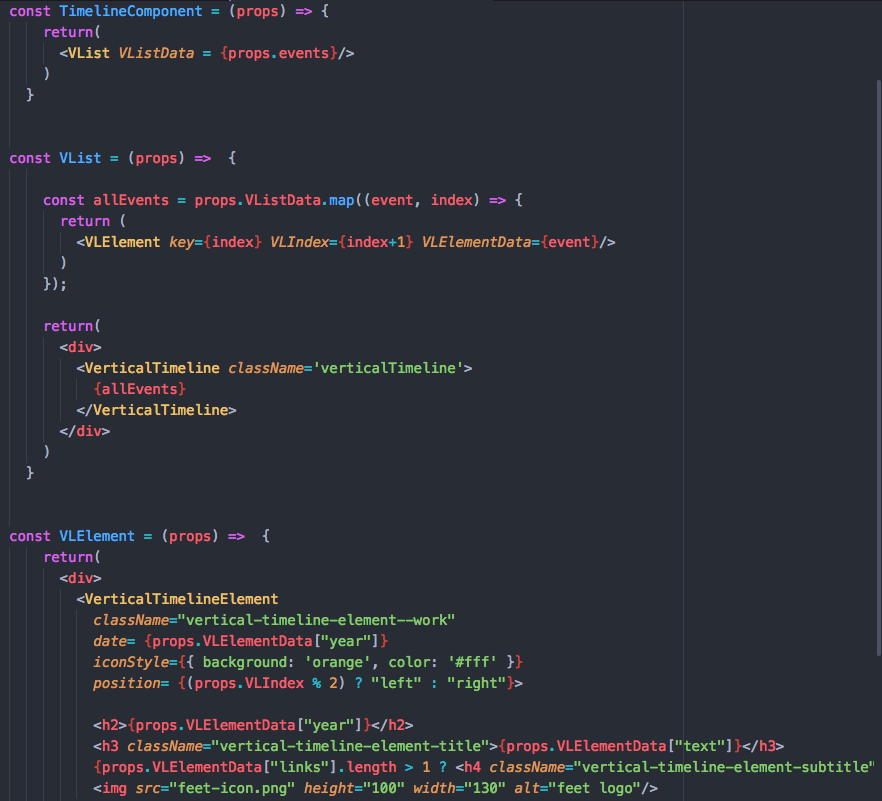 const TimelineComponent = (props) => {
    return(
      <VList VListData = {props.events}/>
    )
  }

const VList = (props) =>  {

    const allEvents = props.VListData.map((event, index) => {
      return (
        <VLElement key={index} VLIndex={index+1} VLElementData={event}/>
      )
    });

    return(
      <div>
        <VerticalTimeline className='verticalTimeline'>
          {allEvents}
        </VerticalTimeline>
      </div>
    )
  }

const VLElement = (props) =>  {
    return(
      <div>
        <VerticalTimelineElement
          className="vertical-timeline-element--work"
          date= {props.VLElementData["year"]}
          iconStyle={{ background: 'orange', color: '#fff' }}
          position= {(props.VLIndex % 2) ? "left" : "right"}>

          <h2>{props.VLElementData["year"]}</h2>
          <h3 className="vertical-timeline-element-title">{props.VLElementData["text"]}</h3>
          {props.VLElementData["links"].length > 1 ? <h4 className="vertical-timeline-element-subtitle"
          <img src="feet-icon.png" height="100" width="130" alt="feet logo"/>